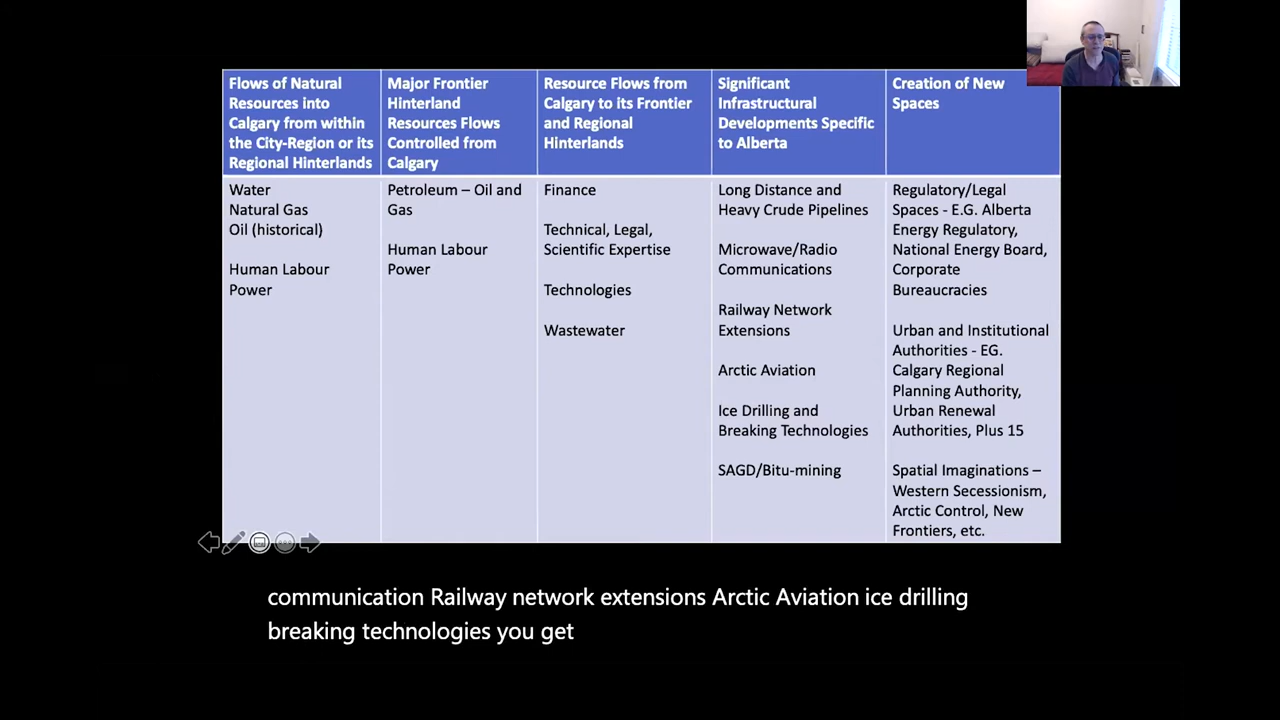 Flows of Natural
Resources into
Calgary from within
the City-Region or its
Regional Hinterlands
Major Frontier
Hinterland
Resources Flows
Controlled from
Calgary
Resource Flows from
Calgary to its Frontier
and Regional
Hinterlands
Significant
Infrastructural
Developments Specific
to Alberta
Creation of New
Spaces
Water
Natural Gas
Oil (historical)
Human Labour
Power
Petroleum – Oil and
Gas
Human Labour
Power
Finance
Technical, Legal,
Scientific Expertise
Technologies
Wastewater
Long Distance and
Heavy Crude Pipelines
Microwave/Radio
Communications
Railway Network
Extensions
Arctic Aviation
Ice Drilling and
Breaking Technologies
SAGD/Bitu-mining
Regulatory/Legal
Spaces - E.G. Alberta
Energy Regulatory,
National Energy Board,
Corporate
Bureaucracies
Urban and Institutional
Authorities - EG.
Calgary Regional
Planning Authority,
Urban Renewal
Authorities, Plus 15
Spatial Imaginations –
Western Secessionism,
Arctic Control, New
Frontiers, etc.
communication Railway network extensions Arctic Aviation ice drilling
breaking technologies you get